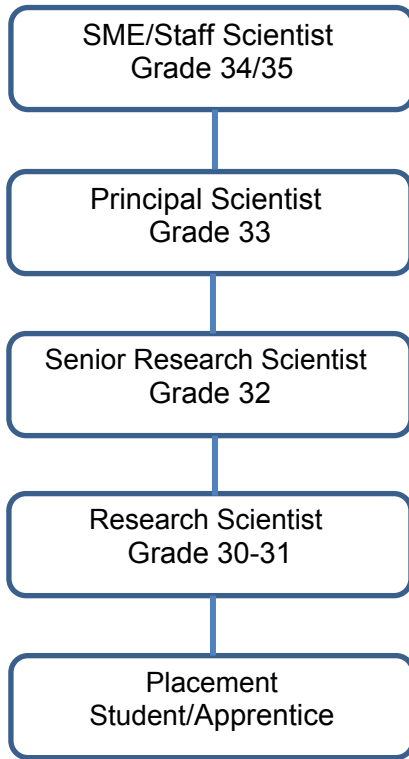 SME/Staff Scientist
Grade 34/35
Principal Scientist
Grade 33
Senior Research Scientist
Grade 32
Research Scientist
Grade 30-31
Placement
Student/Apprentice